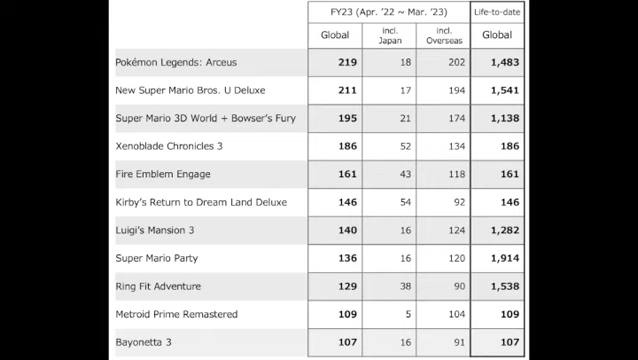 FY23 (Apr. '22 ~ Mar. '23) Life-to-date
Global incl. Japan incl. Overseas Global
Pokémon Legends: Arceus 219 18 202 1,483
New Super Mario Bros. U Deluxe 211 17 194 1,541
Super Mario 3D World + Bowser's Fury 195 21 174 1,138
Xenoblade Chronicles 3 186 52 134 186
Fire Emblem Engage 161 43 118 161
Kirby's Return to Dream Land Deluxe 146 54 92 146
Luigi's Mansion 3 140 16 124 1,282
Super Mario Party 136 16 120 1,914
Ring Fit Adventure 129 38 90 1,538
Metroid Prime Remastered 109 5 104 109
Bayonetta 3 107 16 91 107